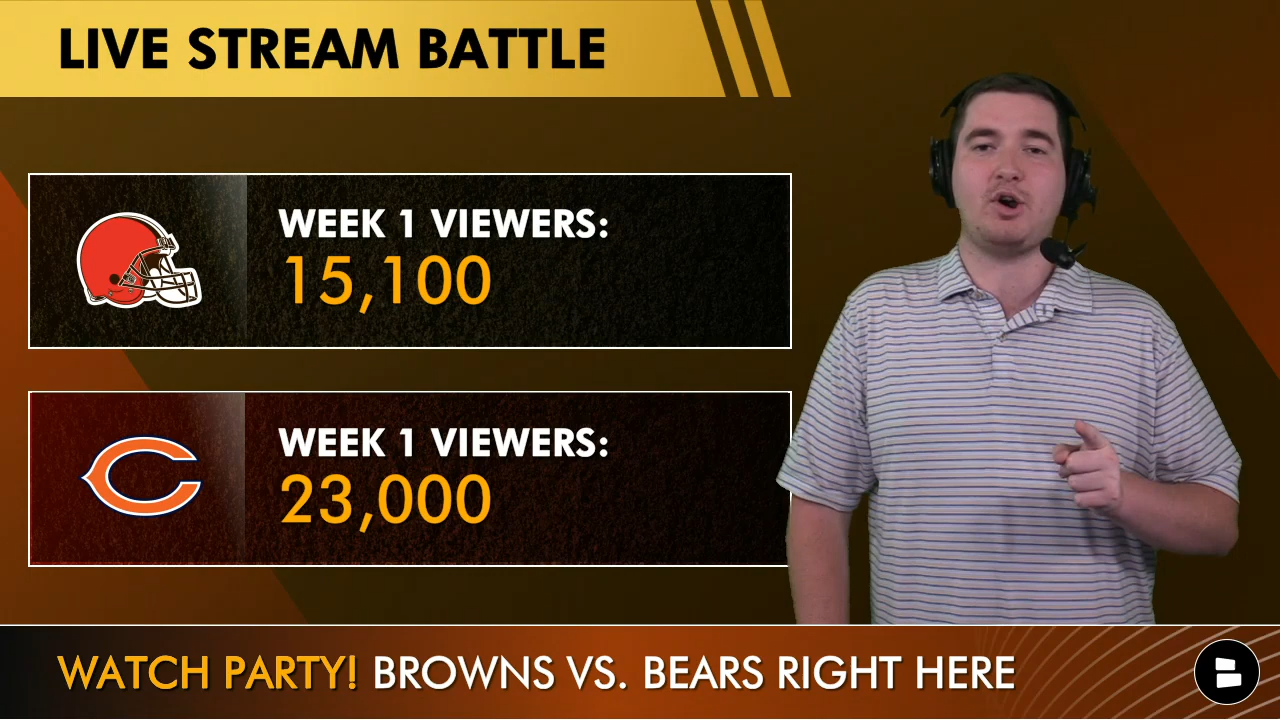 LIVE STREAM BATTLE
WEEK 1 VIEWERS:
15,100
WEEK 1 VIEWERS:
23,000
WATCH PARTY! BROWNS VS. BEARS RIGHT HERE